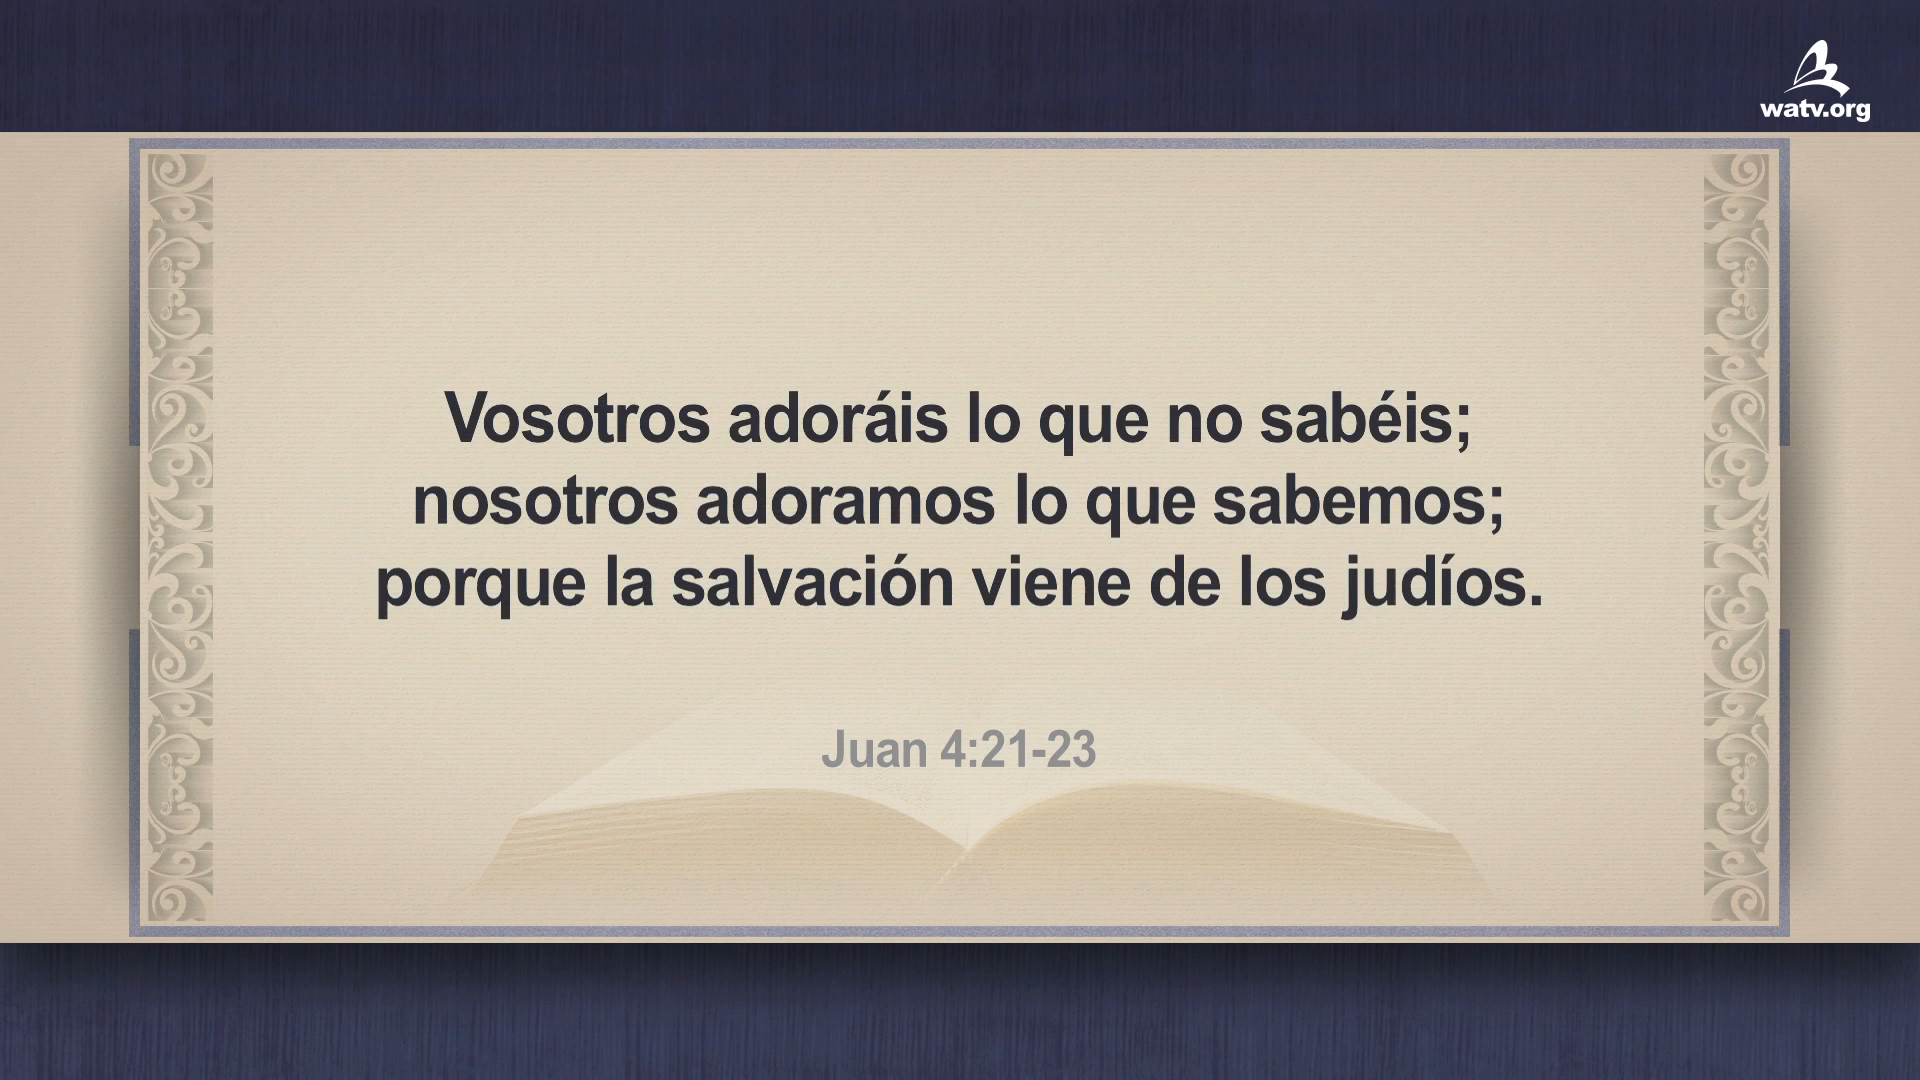 watv.org
Vosotros adoráis lo que no sabéis;
nosotros adoramos lo que sabemos;
porque la salvación viene de los judíos.
Juan 4:21-23